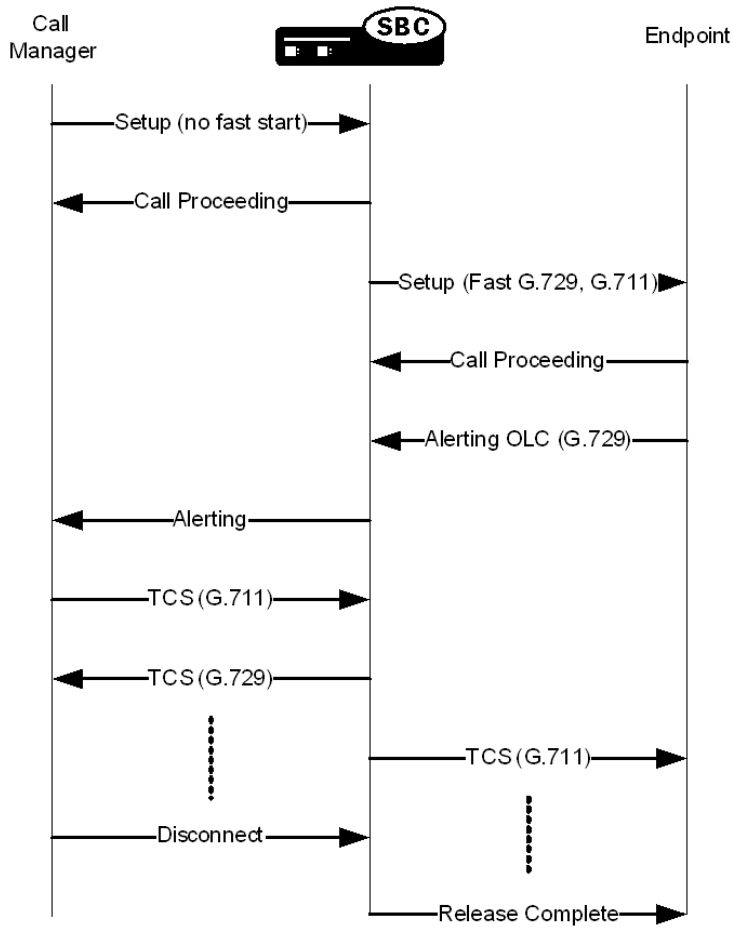 Call
Manager
SBC
Endpoint
Setup (no fast start)
Call Proceeding
Setup (Fast G.729, G.711)
Call Proceeding
Alerting OLC (G.729)
Alerting
TCS (G.711)
TCS (G.729)
TCS (G.711)
Disconnect
Release Complete